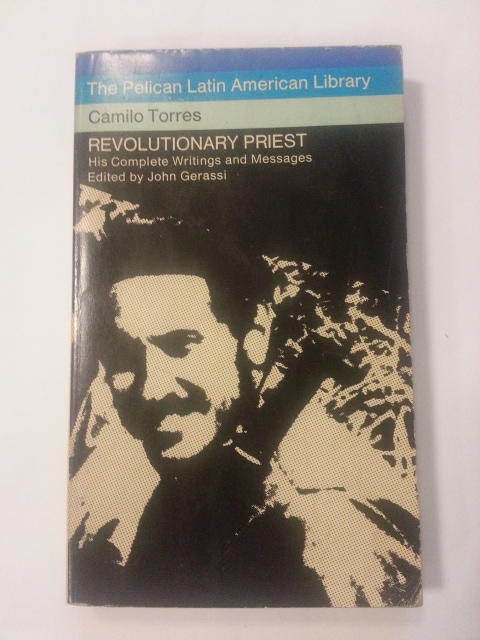 The Pelican Latin American Library
Camilo Torres
REVOLUTIONARY PRIEST
His Complete Writings and Messages
Edited by John Gerassi